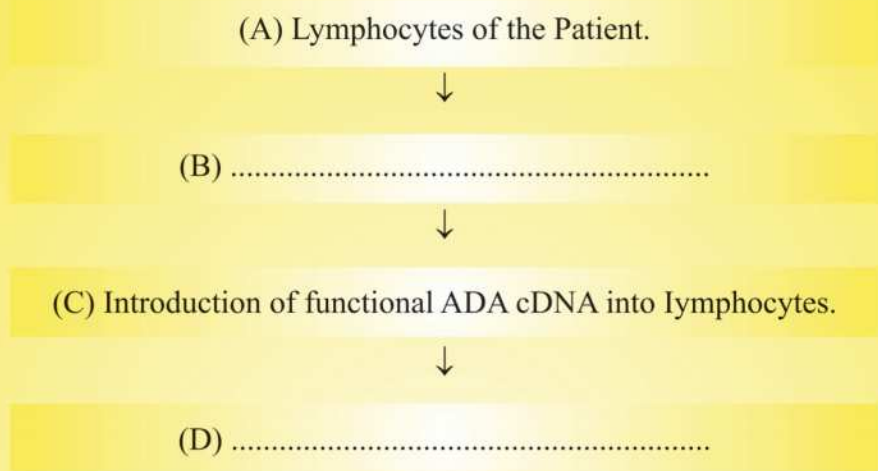 (A) Lymphocytes of the Patient.
↓
(B) ............................................................
↓
(C) Introduction of functional ADA cDNA into Iymphocytes.
↓
(D) ............................................................